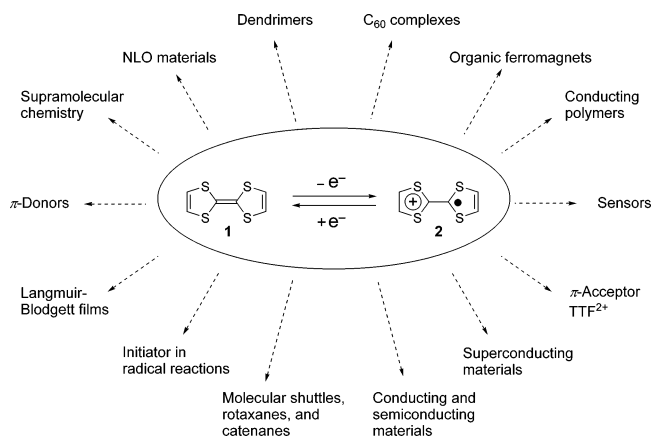 Dendrimers
C₆₀ complexes
NLO materials
Organic ferromagnets
Supramolecular
chemistry
Conducting
polymers
π-Donors
S S
S S
1
– e⁻
+e⁻
S S
S S
+ •
2
Sensors
Langmuir-
Blodgett films
π-Acceptor
TTF²⁺
Initiator in
radical reactions
Superconducting
materials
Molecular shuttles,
rotaxanes, and
catenanes
Conducting and
semiconducting
materials